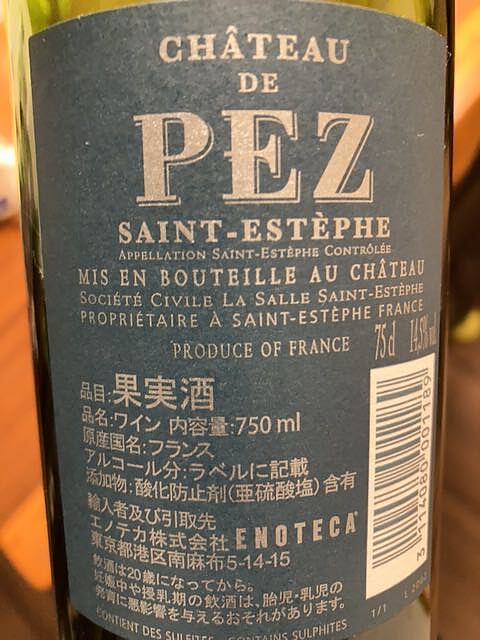 CHÂTEAU
DE
PEZ
SAINT-ESTÈPHE
APPELLATION SAINT-ESTÈPHE CONTRÔLÉE
MIS EN BOUTEILLE AU CHÂTEAU
SOCIÉTÉ CIVILE LA SALLE SAINT-ESTÈPHE
PROPRIÉTAIRE À SAINT-ESTÈPHE FRANCE
PRODUCE OF FRANCE 75cl 14,5% vol
品目:果実酒
品名:ワイン 内容量:750 ml
原産国名:フランス
アルコール分:ラベルに記載
添加物:酸化防止剤(亜硫酸塩)含有
輸入者及び引取先
エノテカ株式会社 ENOTECA
東京都港区南麻布5-14-15
飲酒は20歳になってから。
妊娠中や授乳期の飲酒は、胎児・乳児の
発育に悪影響を与えるおそれがあります。
CONTIENT DES SULFITES - CONTAINS SULPHITES
1/1
3 114080 001189